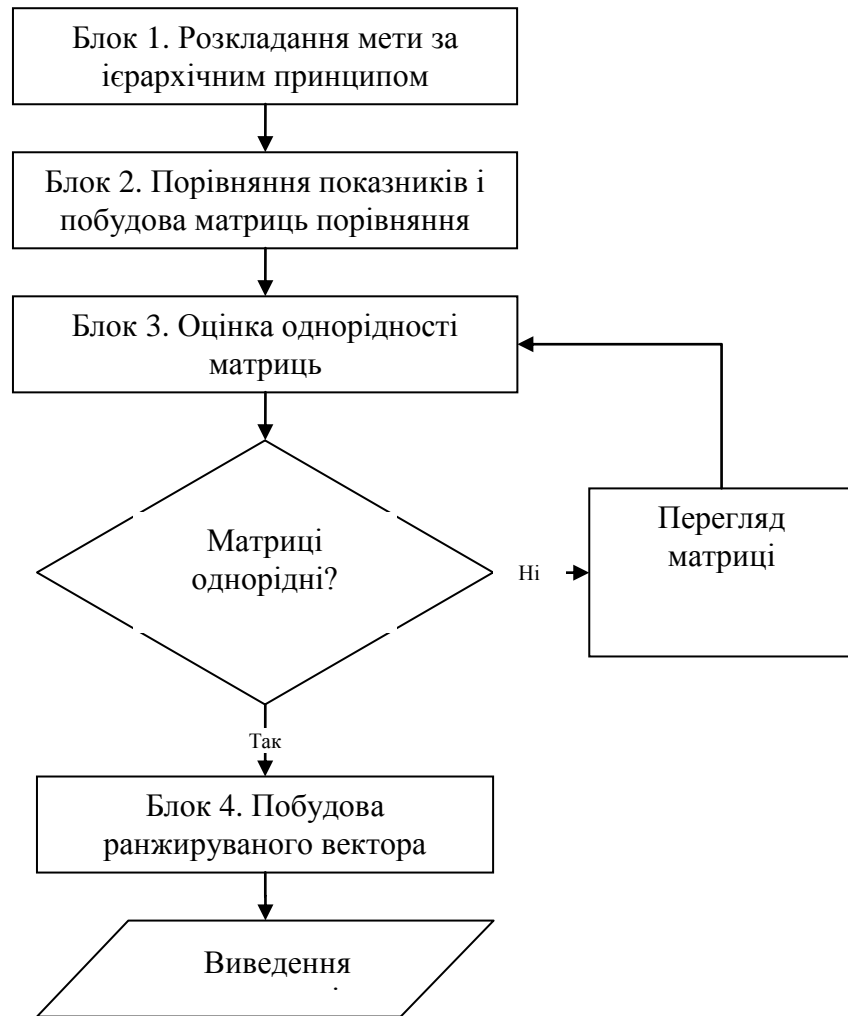 Блок 1. Розкладання мети за
ієрархічним принципом
Блок 2. Порівняння показників і
побудова матриць порівняння
Блок 3. Оцінка однорідності
матриць
Матриці
однорідні?
Ні
Перегляд
матриці
Так
Блок 4. Побудова
ранжируваного вектора
Виведення